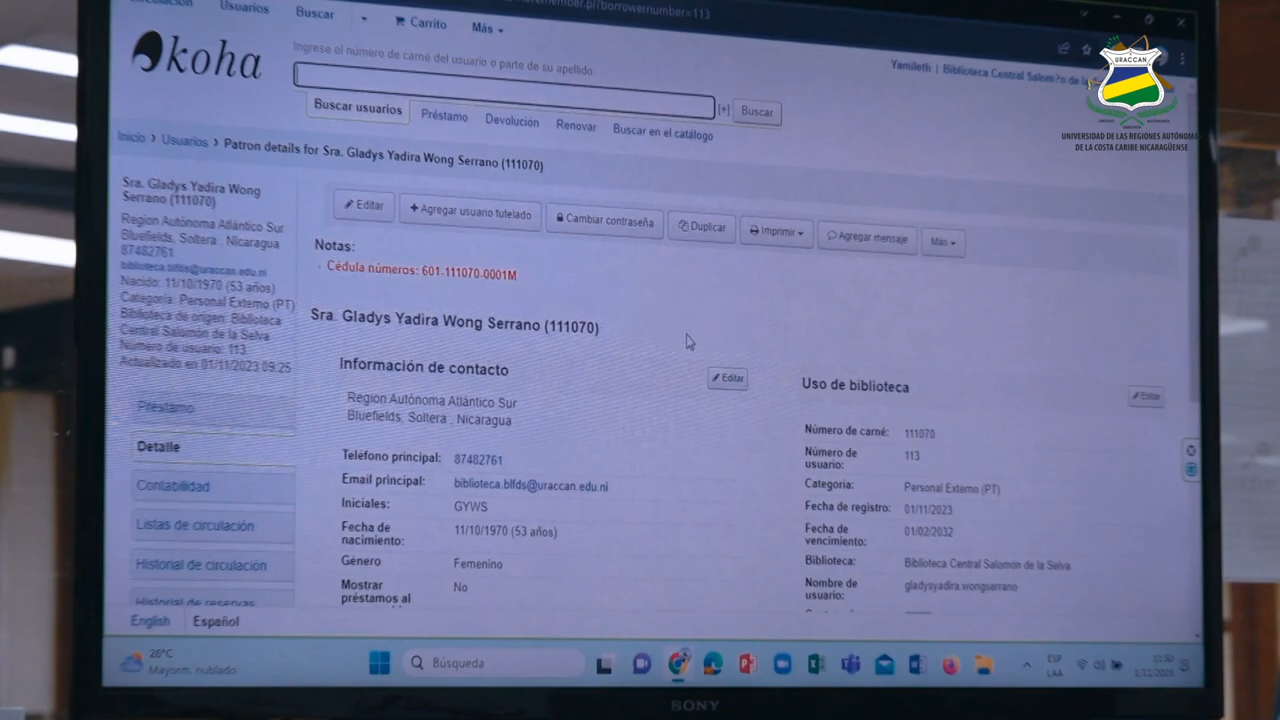 Usuarios
Buscar
Carrito
Más
member.pl?borrowernumber=113
koha
Ingrese el número de carné del usuario o parte de su apellido
Yamileth | Biblioteca Central Salom?n de la
[+]
Buscar
Buscar usuarios
Préstamo
Devolución
Renovar
Buscar en el catálogo
URACCAN
UNIVERSIDAD DE LAS REGIONES AUTÓNOMA
DE LA COSTA CARIBE NICARAGÜENSE
Inicio › Usuarios › Patron details for Sra. Gladys Yadira Wong Serrano (111070)
Sra. Gladys Yadira Wong
Serrano (111070)
Region Autónoma Atlántico Sur
Bluefields, Soltera , Nicaragua
87482761
biblioteca.blfds@uraccan.edu.ni
Nacido: 11/10/1970 (53 años)
Categoría: Personal Externo (PT)
Biblioteca de origen: Biblioteca
Central Salomón de la Selva
Número de usuario: 113
Actualizado en 01/11/2023 09:25
Préstamo
Detalle
Contabilidad
Listas de circulación
Historial de circulación
Historial de reservas
English
Español
Editar
+ Agregar usuario tutelado
Cambiar contraseña
Duplicar
Imprimir
Agregar mensaje
Más
Notas:
Cédula números: 601-111070-0001M
Sra. Gladys Yadira Wong Serrano (111070)
Información de contacto
Editar
Region Autónoma Atlántico Sur
Bluefields, Soltera , Nicaragua
Teléfono principal: 87482761
Email principal: biblioteca.blfds@uraccan.edu.ni
Iniciales: GYWS
Fecha de
nacimiento: 11/10/1970 (53 años)
Género Femenino
Mostrar
préstamos al
No
Uso de biblioteca
Editar
Número de carné: 111070
Número de
usuario: 113
Categoría: Personal Externo (PT)
Fecha de registro: 01/11/2023
Fecha de
vencimiento: 01/02/2032
Biblioteca: Biblioteca Central Salomón de la Selva
Nombre de
usuario: gladysyadira.wongserrano
28°C
Mayorm. nublado
Búsqueda
ESP
LAA
SONY